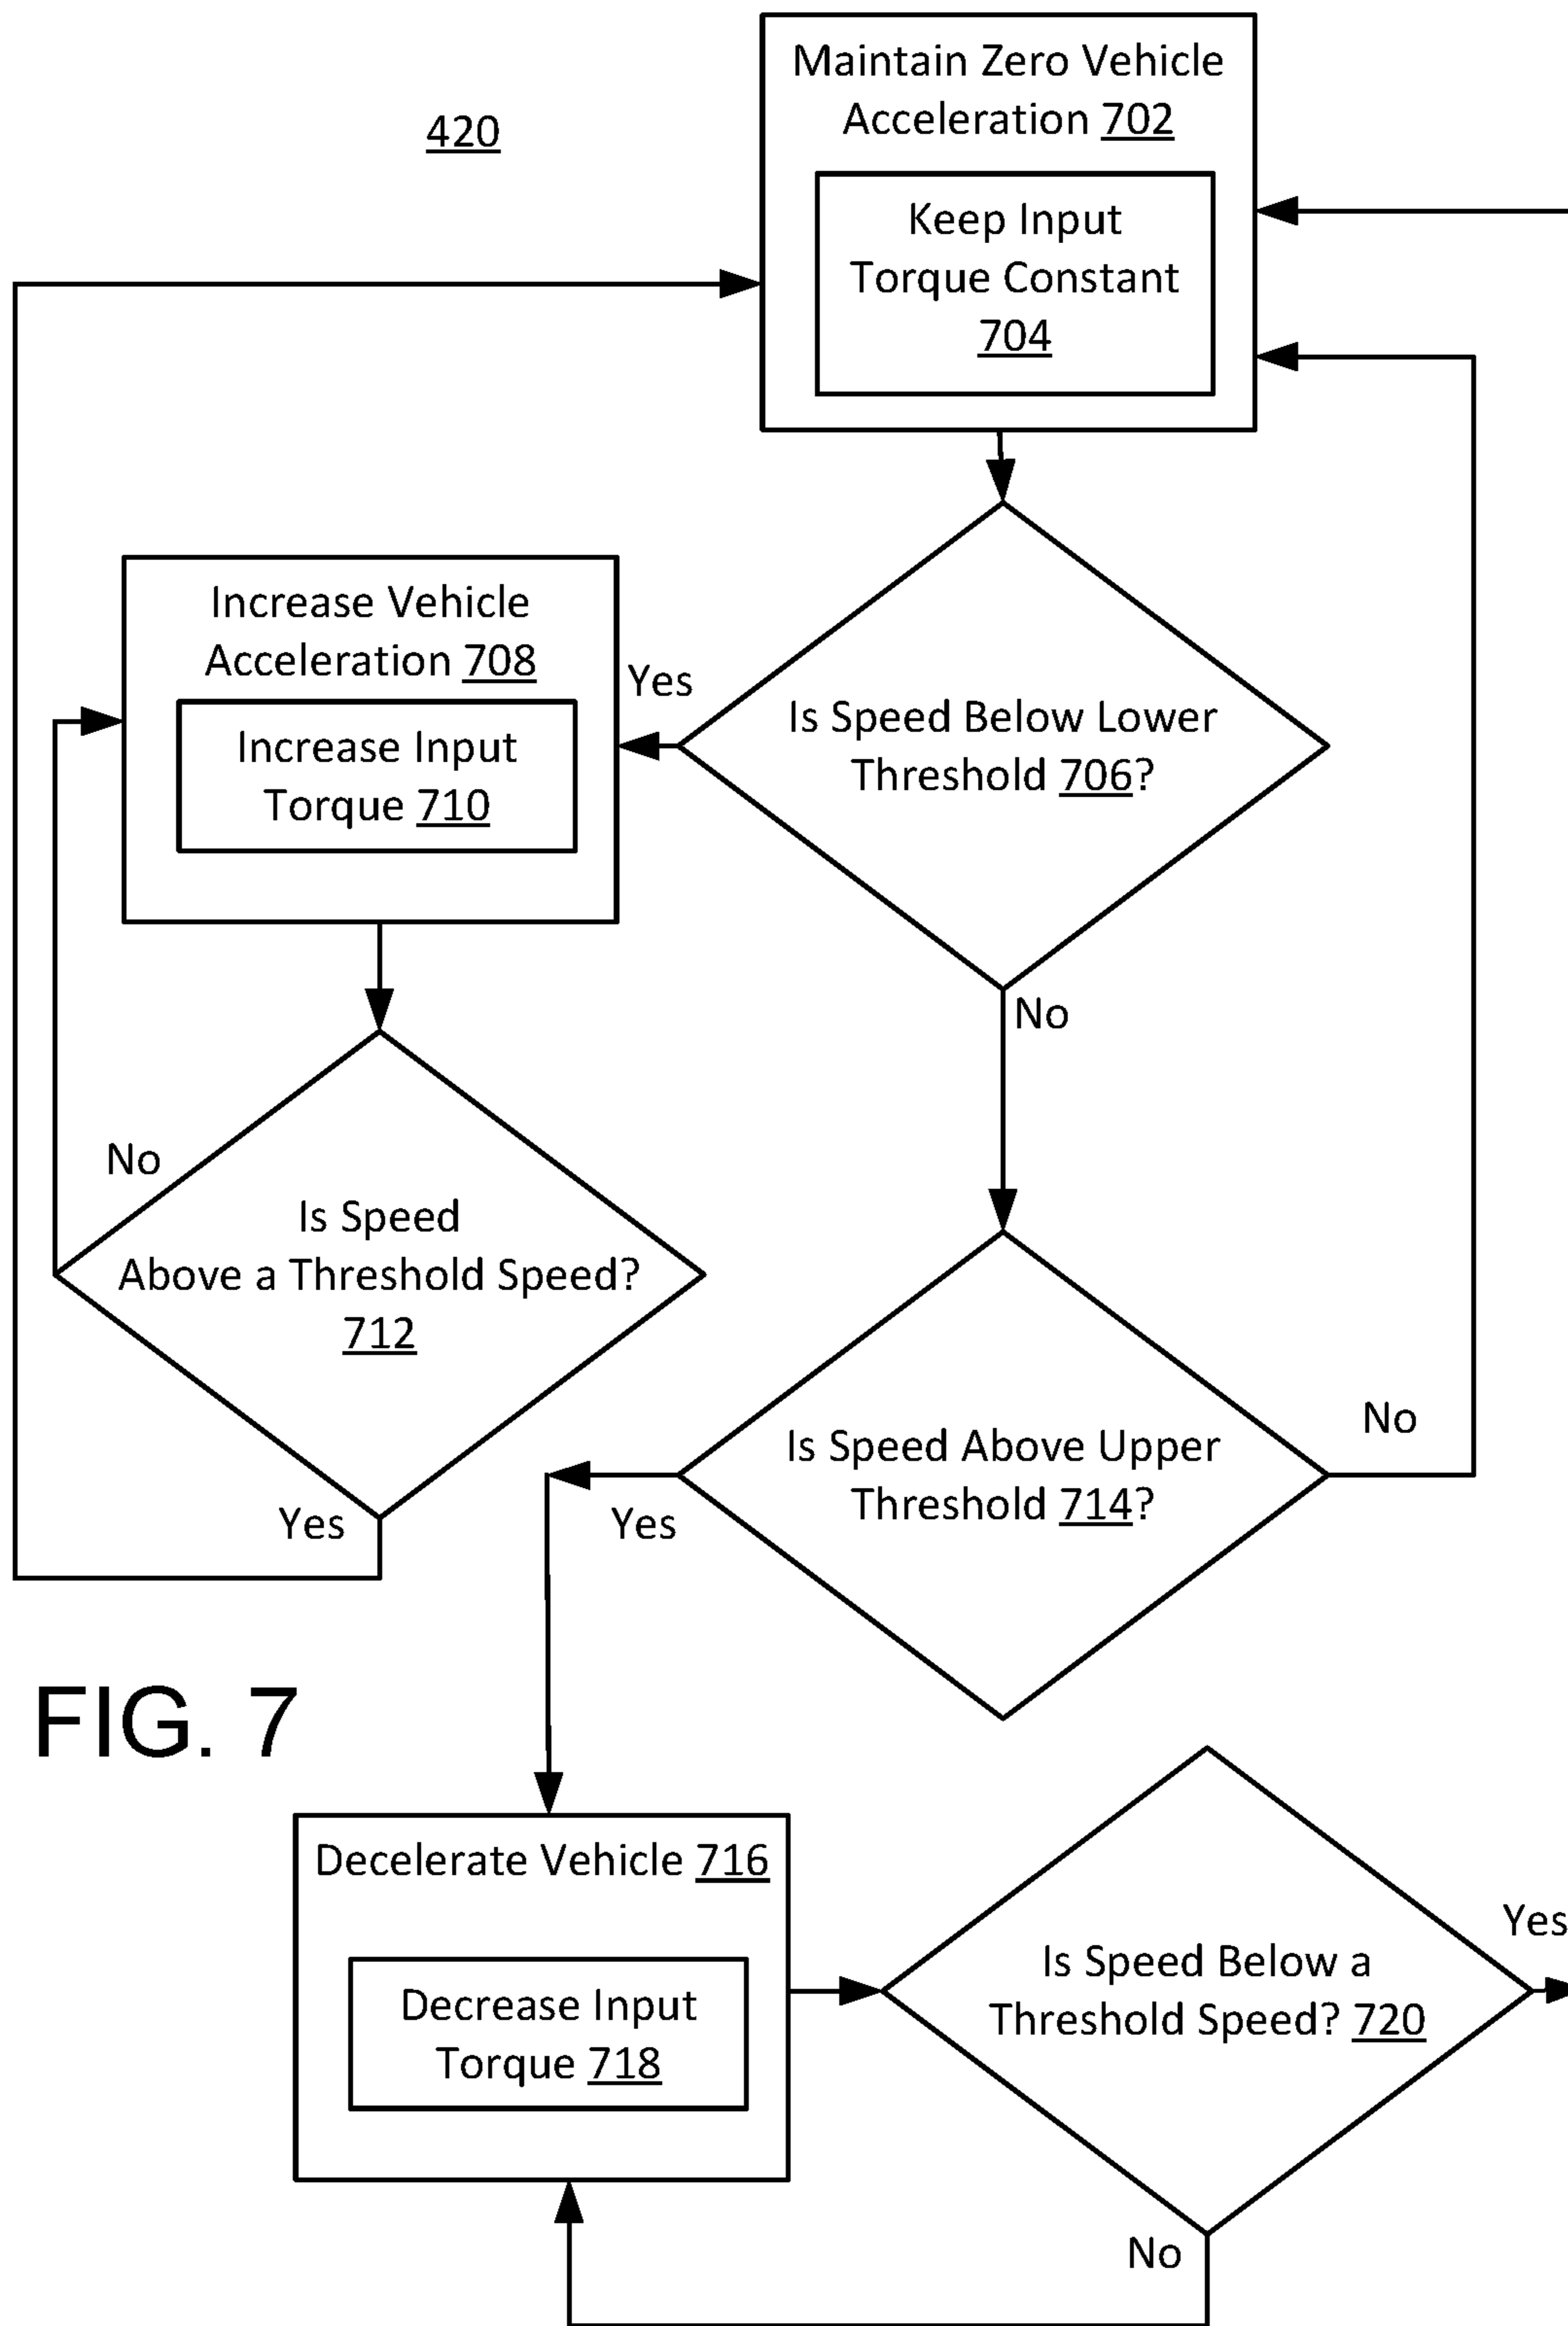 Maintain Zero Vehicle
Acceleration 702
420
Keep Input
Torque Constant
704
Increase Vehicle
Acceleration 708
Yes
Increase Input
Torque 710
Is Speed Below Lower
Threshold 706?
No
No
Is Speed
Above a Threshold Speed?
712
Yes
Is Speed Above Upper
Threshold 714?
No
Yes
FIG. 7
Decelerate Vehicle 716
Decrease Input
Torque 718
Is Speed Below a
Threshold Speed? 720
Yes
No